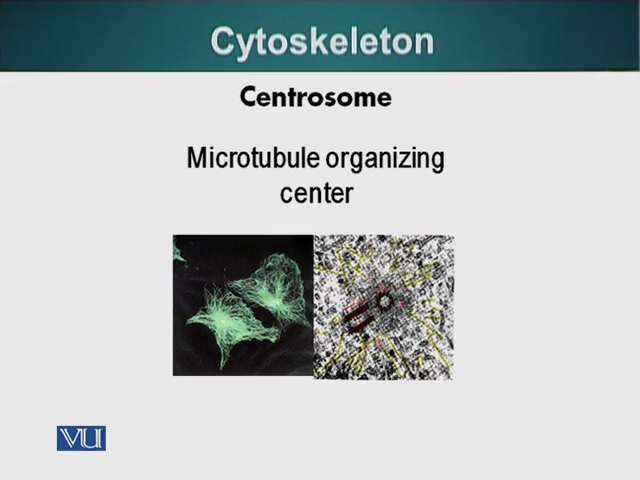 Cytoskeleton
Centrosome
Microtubule organizing
center
VU